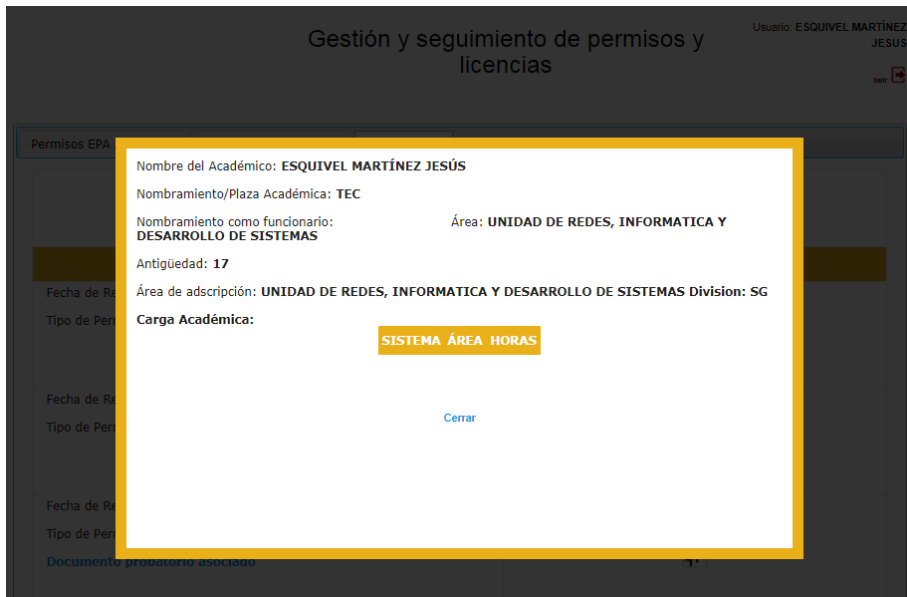 Gestión y seguimiento de permisos y
licencias
Usuario: ESQUIVEL MARTÍNEZ
JESUS
Salir
Permisos EPA
Nombre del Académico: ESQUIVEL MARTÍNEZ JESÚS
Nombramiento/Plaza Académica: TEC
Nombramiento como funcionario: Área: UNIDAD DE REDES, INFORMATICA Y
DESARROLLO DE SISTEMAS
Antigüedad: 17
Área de adscripción: UNIDAD DE REDES, INFORMATICA Y DESARROLLO DE SISTEMAS Division: SG
Carga Académica:
SISTEMA ÁREA HORAS
Cerrar
Fecha de Re
Tipo de Per
Fecha de Re
Tipo de Per
Fecha de Re
Tipo de Per
Documento probatorio asociado